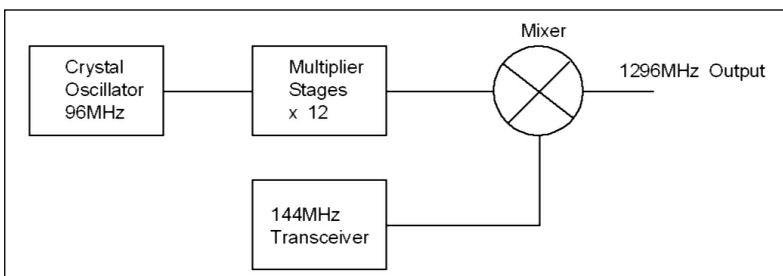 Mixer
Crystal
Oscillator
96MHz
Multiplier
Stages
x 12
1296MHz Output
144MHz
Transceiver